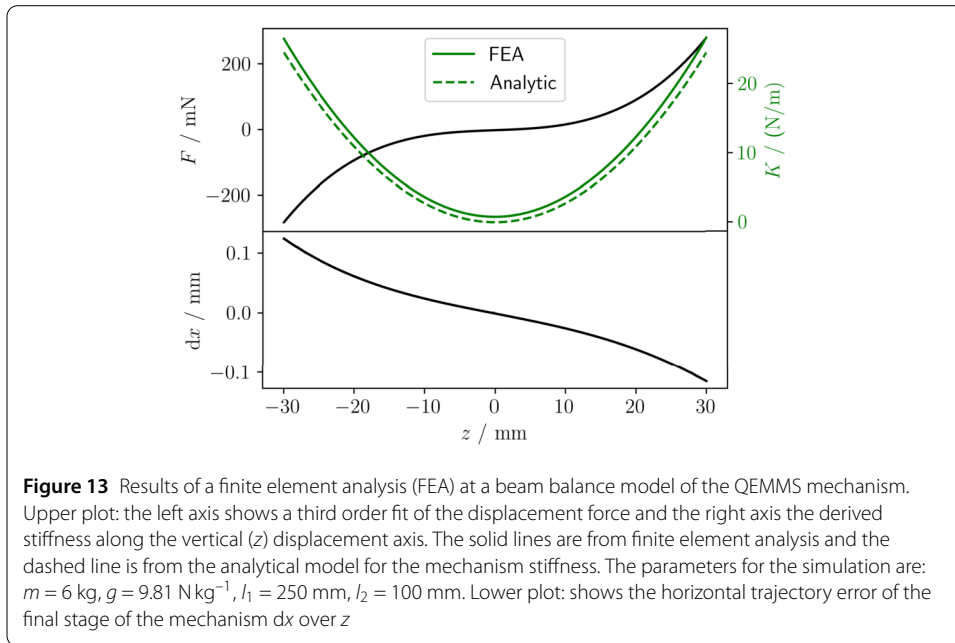 FEA
Analytic
200
0
−200
F / mN
20
10
0
K / (N/m)
0.1
0.0
−0.1
dx / mm
−30 −20 −10 0 10 20 30
z / mm
Figure 13 Results of a finite element analysis (FEA) at a beam balance model of the QEMMS mechanism.
Upper plot: the left axis shows a third order fit of the displacement force and the right axis the derived
stiffness along the vertical (z) displacement axis. The solid lines are from finite element analysis and the
dashed line is from the analytical model for the mechanism stiffness. The parameters for the simulation are:
m = 6 kg, g = 9.81 N kg⁻¹, l₁ = 250 mm, l₂ = 100 mm. Lower plot: shows the horizontal trajectory error of the
final stage of the mechanism dx over z